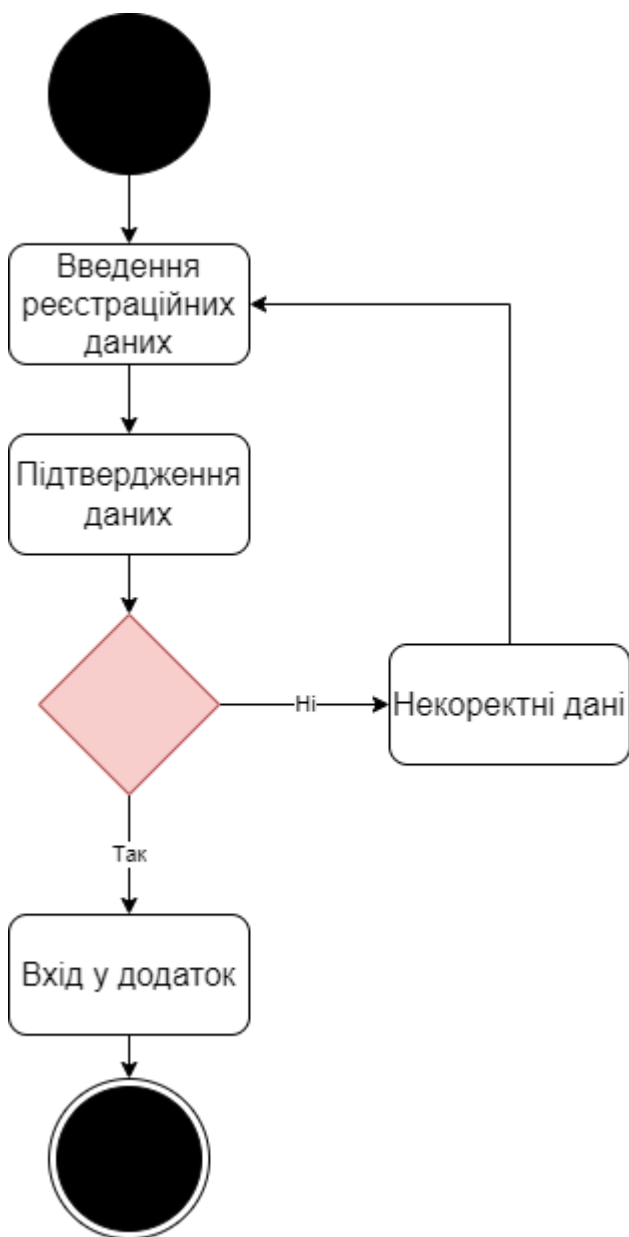 Введення
реєстраційних
даних
Підтвердження
даних
Ні
Некоректні дані
Так
Вхід у додаток